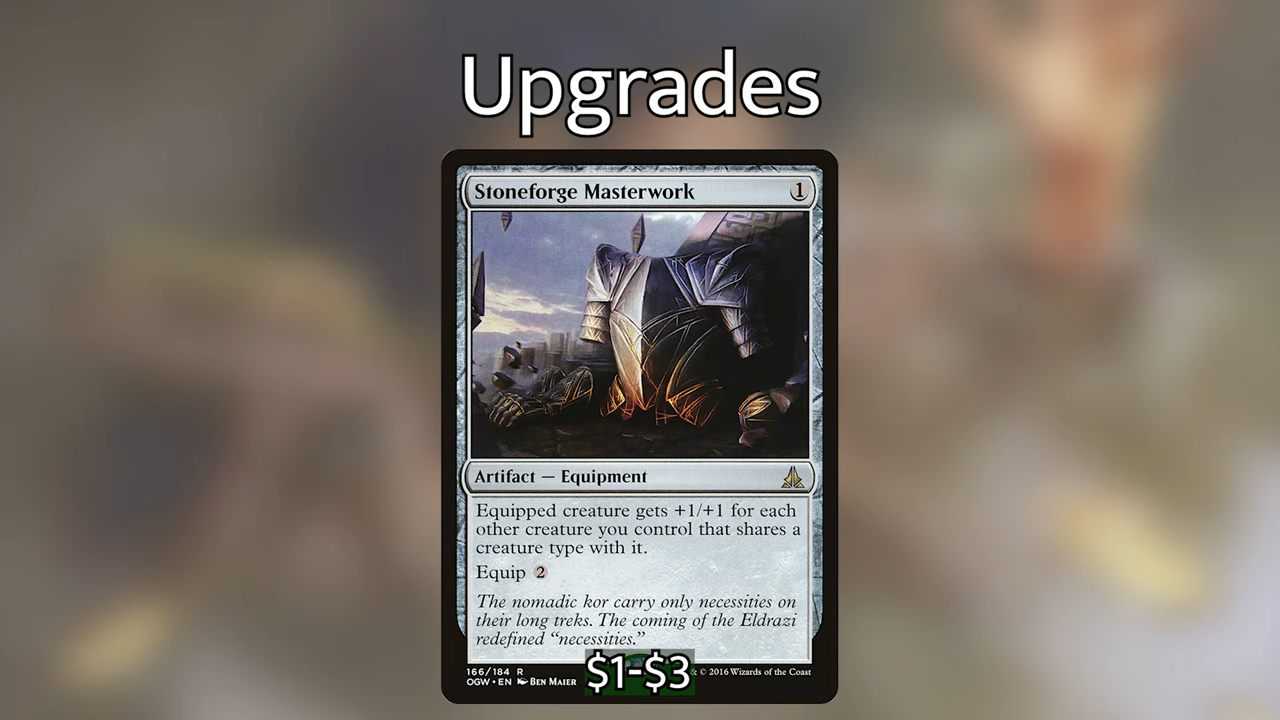 Upgrades
Stoneforge Masterwork 1
Artifact — Equipment
Equipped creature gets +1/+1 for each
other creature you control that shares a
creature type with it.
Equip 2
The nomadic kor carry only necessities on
their long treks. The coming of the Eldrazi
redefined “necessities.”
166/184 R
OGW • EN BEN MAIER
& © 2016 Wizards of the Coast
$1-$3